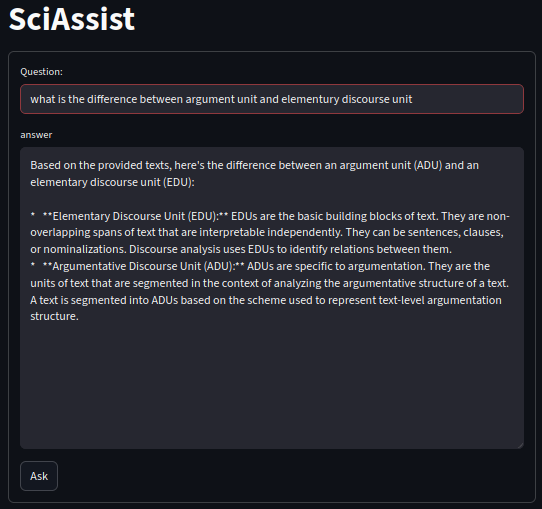 SciAssist
Question:
what is the difference between argument unit and elementury discourse unit
answer
Based on the provided texts, here's the difference between an argument unit (ADU) and an
elementary discourse unit (EDU):
*   **Elementary Discourse Unit (EDU):** EDUs are the basic building blocks of text. They are non-
overlapping spans of text that are interpretable independently. They can be sentences, clauses,
or nominalizations. Discourse analysis uses EDUs to identify relations between them.
*   **Argumentative Discourse Unit (ADU):** ADUs are specific to argumentation. They are the
units of text that are segmented in the context of analyzing the argumentative structure of a text.
A text is segmented into ADUs based on the scheme used to represent text-level argumentation
structure.
Ask